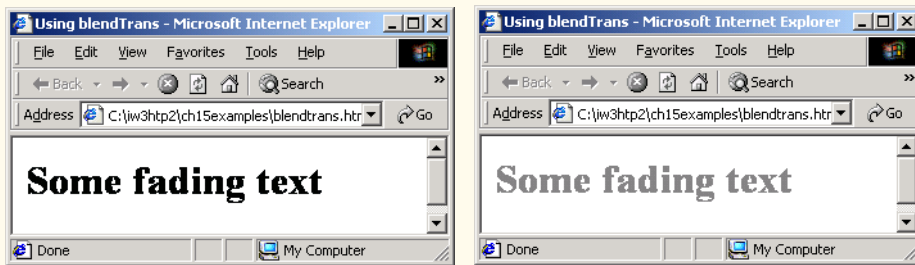 Using blendTrans - Microsoft Internet Explorer
File Edit View Favorites Tools Help
Back Search »
Address C:\iw3htp2\ch15examples\blendtrans.htr Go
Some fading text
Done My Computer
Using blendTrans - Microsoft Internet Explorer
File Edit View Favorites Tools Help
Back Search »
Address C:\iw3htp2\ch15examples\blendtrans.htr Go
Some fading text
Done My Computer